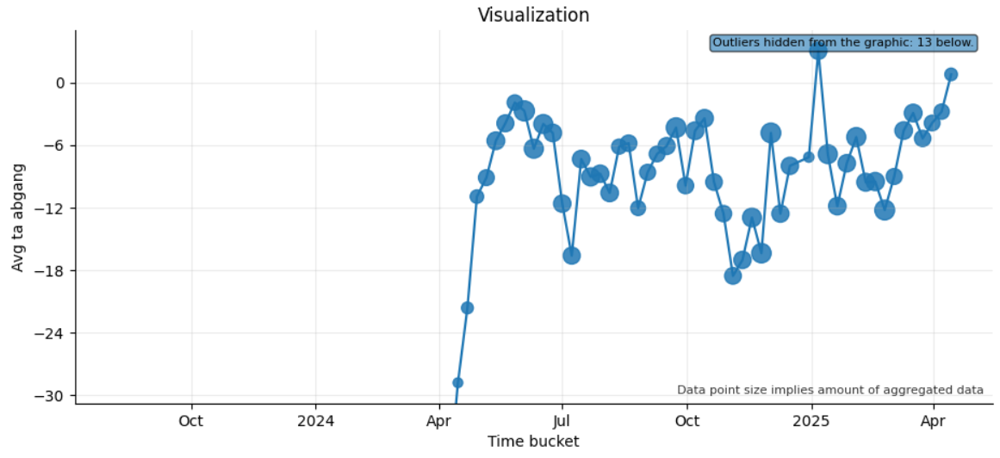 Visualization
Outliers hidden from the graphic: 13 below.
0
−6
−12
−18
−24
−30
Avg ta abgang
Data point size implies amount of aggregated data
Oct
2024
Apr
Jul
Oct
2025
Apr
Time bucket